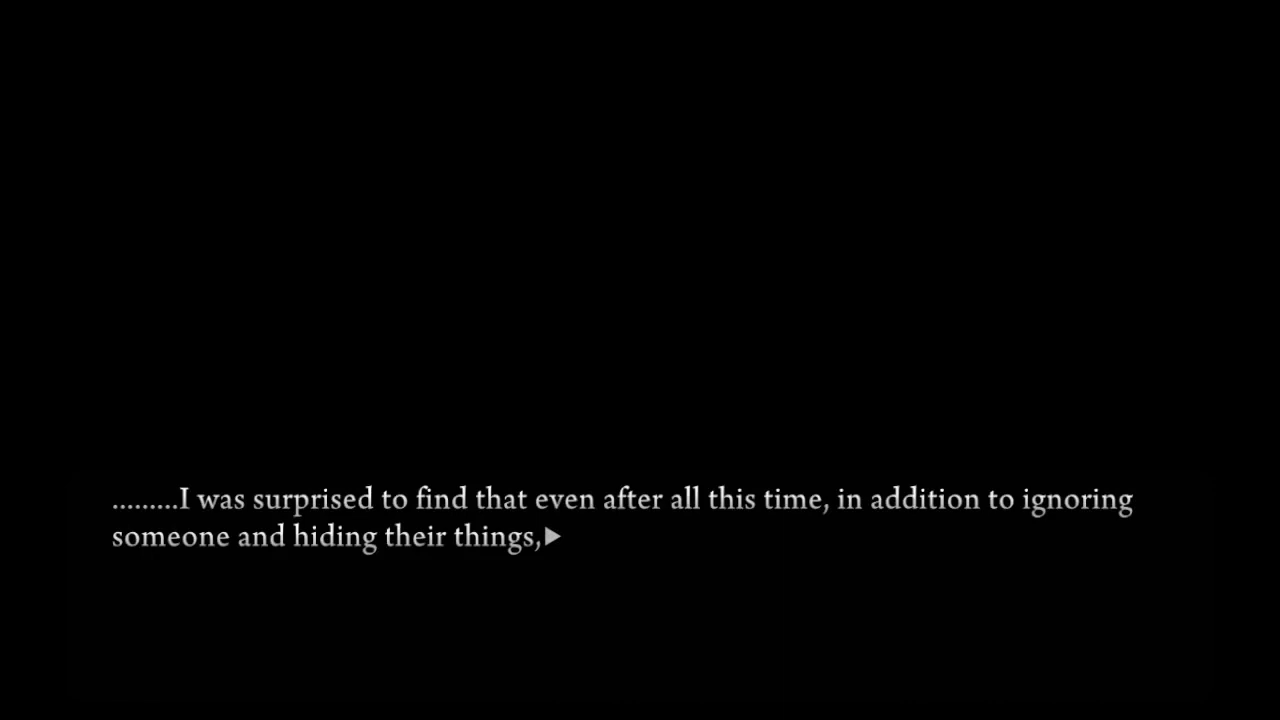 .........I was surprised to find that even after all this time, in addition to ignoring
someone and hiding their things,